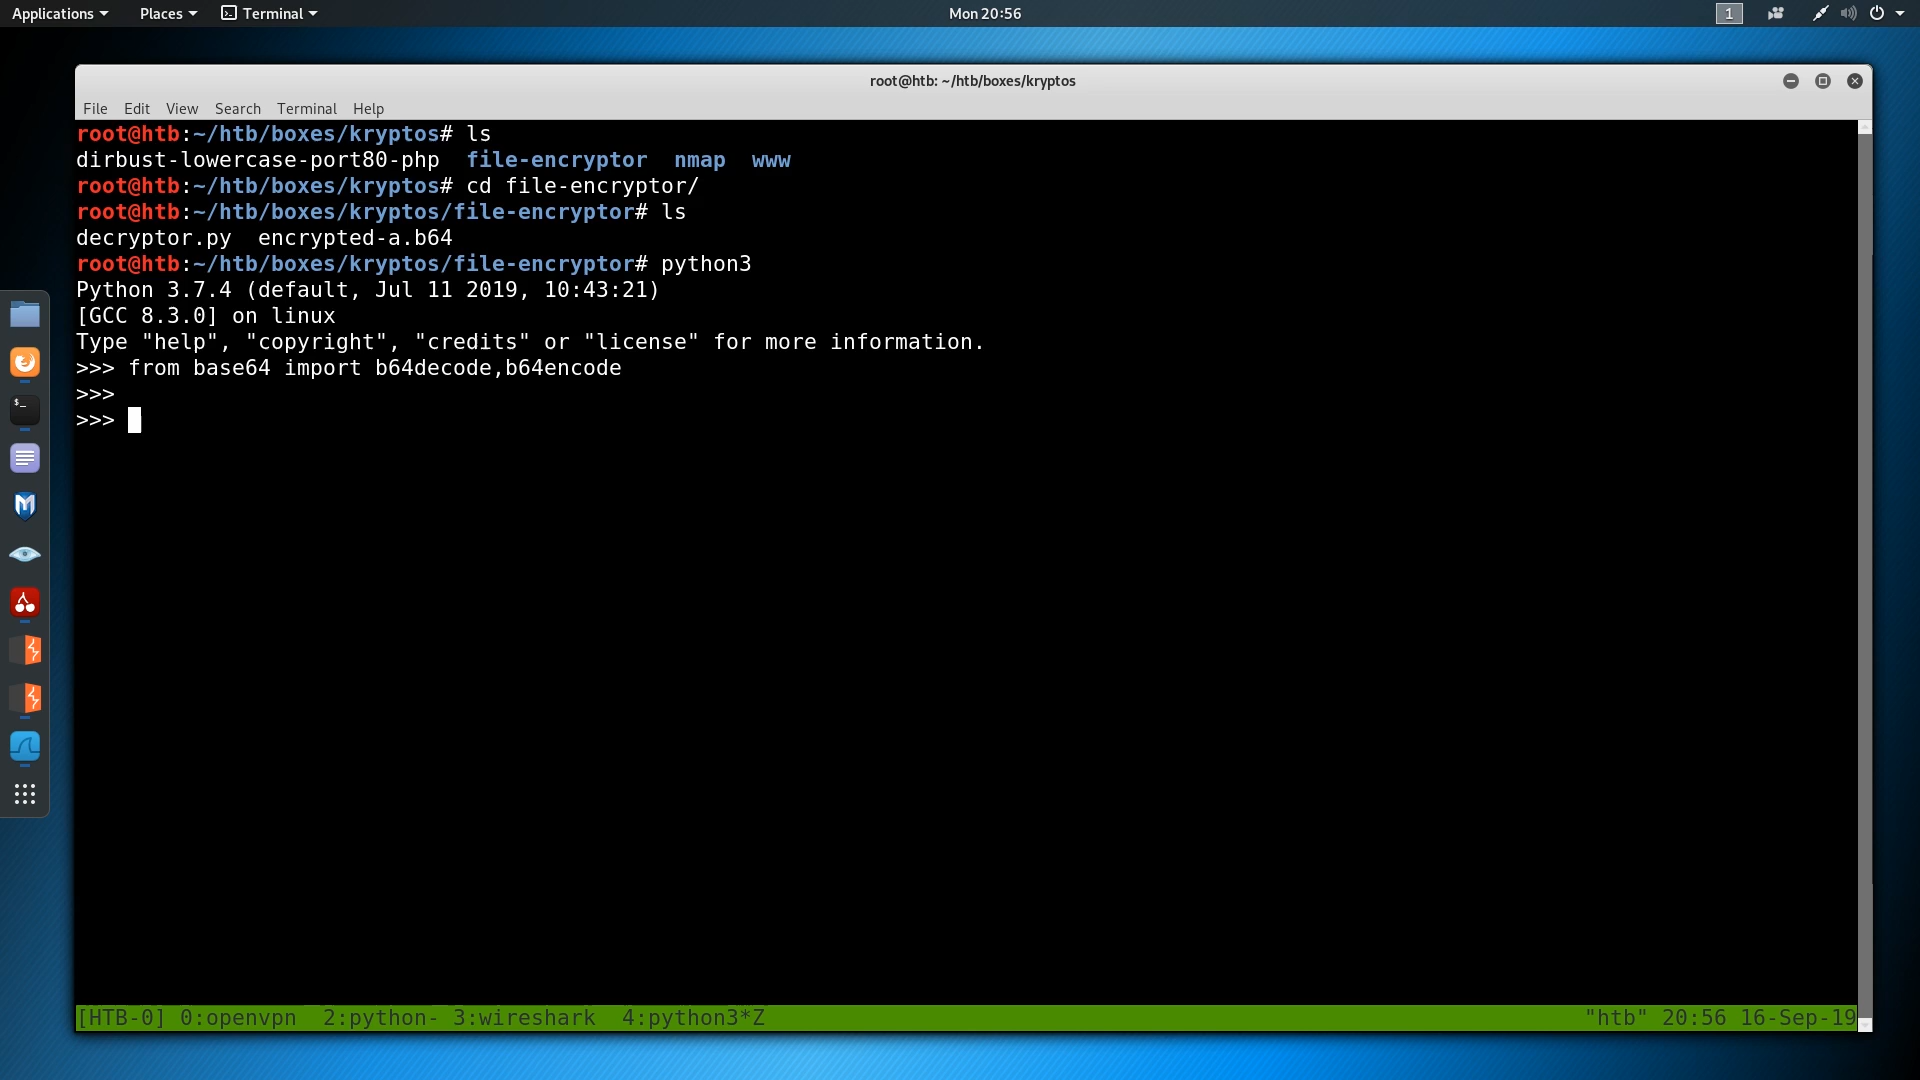 Applications Places Terminal Mon 20:56 1
root@htb: ~/htb/boxes/kryptos
File Edit View Search Terminal Help
root@htb:~/htb/boxes/kryptos# ls
dirbust-lowercase-port80-php  file-encryptor  nmap  www
root@htb:~/htb/boxes/kryptos# cd file-encryptor/
root@htb:~/htb/boxes/kryptos/file-encryptor# ls
decryptor.py  encrypted-a.b64
root@htb:~/htb/boxes/kryptos/file-encryptor# python3
Python 3.7.4 (default, Jul 11 2019, 10:43:21)
[GCC 8.3.0] on linux
Type "help", "copyright", "credits" or "license" for more information.
>>> from base64 import b64decode,b64encode
>>>
>>>
$_
[HTB-0] 0:openvpn  2:python- 3:wireshark  4:python3*Z "htb" 20:56 16-Sep-19